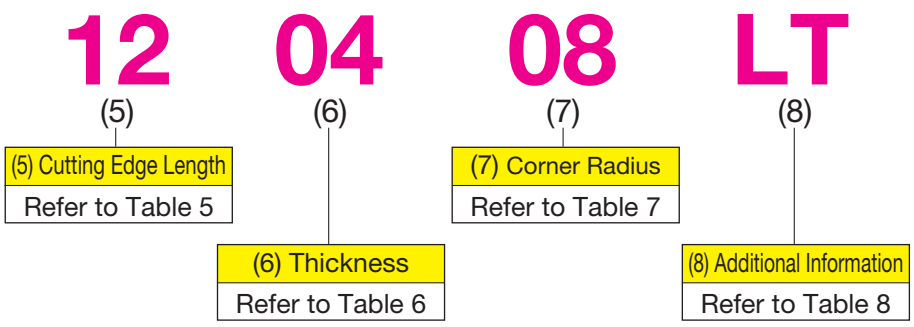 12 04 08 LT
(5) (6) (7) (8)
(5) Cutting Edge Length
Refer to Table 5
(7) Corner Radius
Refer to Table 7
(6) Thickness
Refer to Table 6
(8) Additional Information
Refer to Table 8